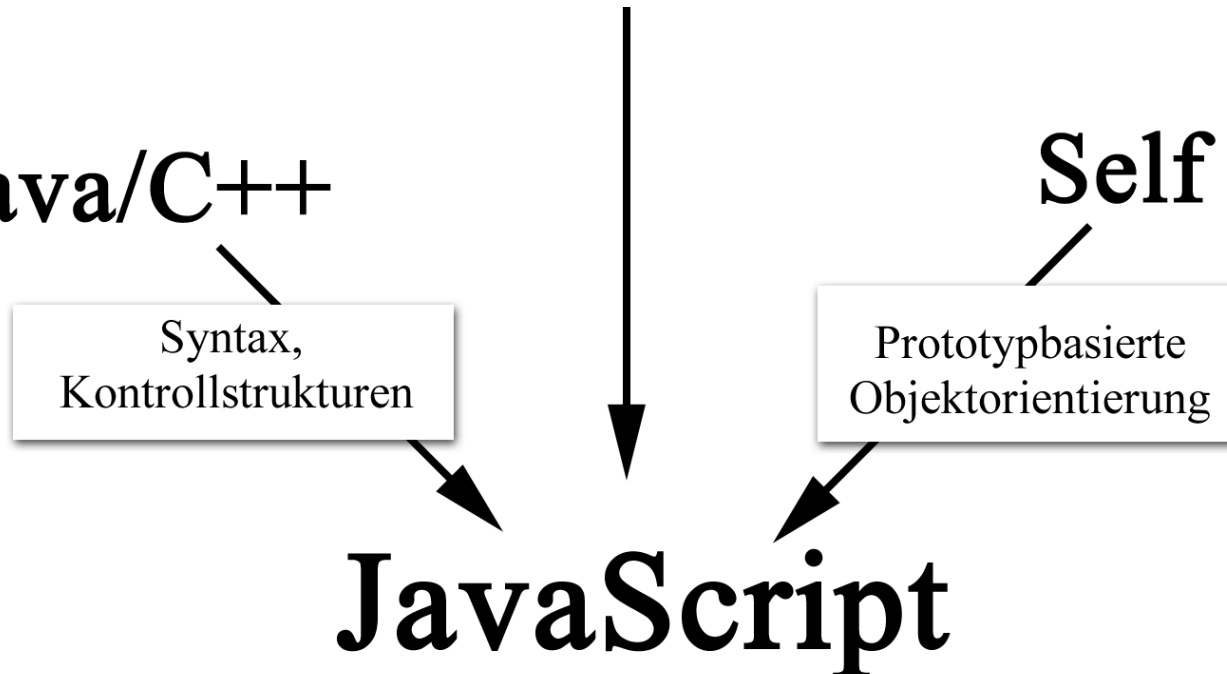 ava/C++
Self
Syntax,
Kontrollstrukturen
Prototypbasierte
Objektorientierung
JavaScript